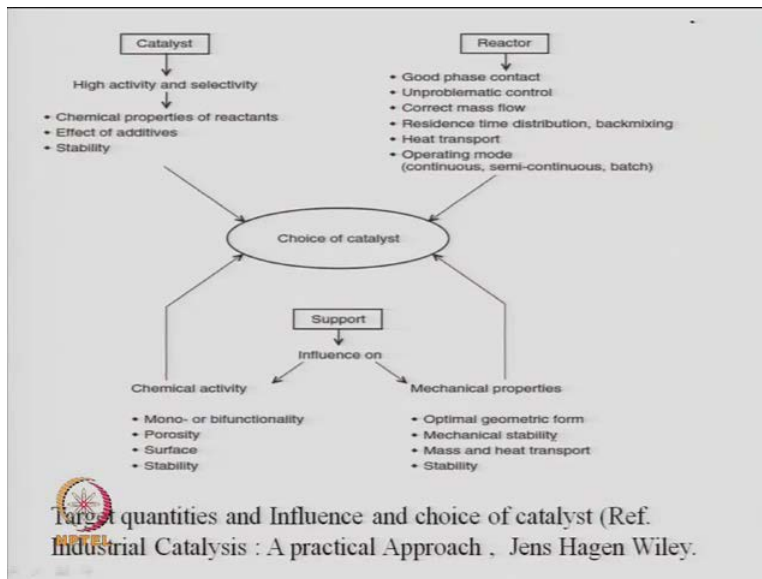 Catalyst
High activity and selectivity
• Chemical properties of reactants
• Effect of additives
• Stability
Reactor
• Good phase contact
• Unproblematic control
• Correct mass flow
• Residence time distribution, backmixing
• Heat transport
• Operating mode
(continuous, semi-continuous, batch)
Choice of catalyst
Support
Influence on
Chemical activity
• Mono- or bifunctionality
• Porosity
• Surface
• Stability
Mechanical properties
• Optimal geometric form
• Mechanical stability
• Mass and heat transport
• Stability
Target quantities and Influence and choice of catalyst (Ref.
Industrial Catalysis : A practical Approach , Jens Hagen Wiley.
NPTEL